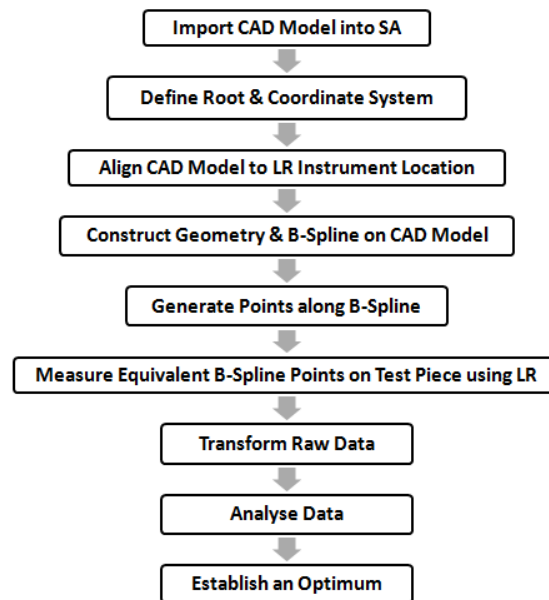 Import CAD Model into SA
Define Root & Coordinate System
Align CAD Model to LR Instrument Location
Construct Geometry & B-Spline on CAD Model
Generate Points along B-Spline
Measure Equivalent B-Spline Points on Test Piece using LR
Transform Raw Data
Analyse Data
Establish an Optimum